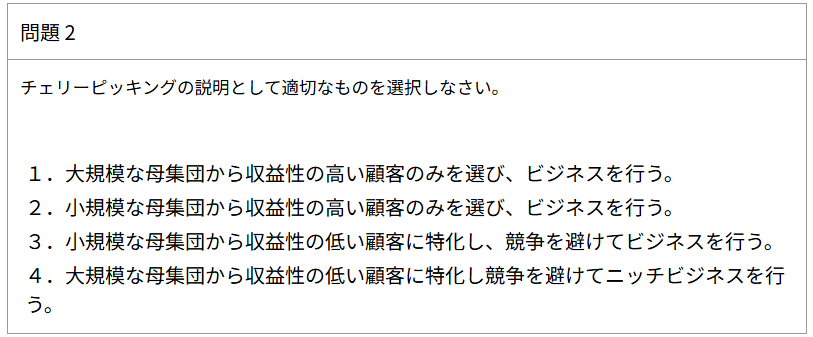 問題 2
チェリーピッキングの説明として適切なものを選択しなさい。
１．大規模な母集団から収益性の高い顧客のみを選び、ビジネスを行う。
２．小規模な母集団から収益性の高い顧客のみを選び、ビジネスを行う。
３．小規模な母集団から収益性の低い顧客に特化し、競争を避けてビジネスを行う。
４．大規模な母集団から収益性の低い顧客に特化し競争を避けてニッチビジネスを行
う。